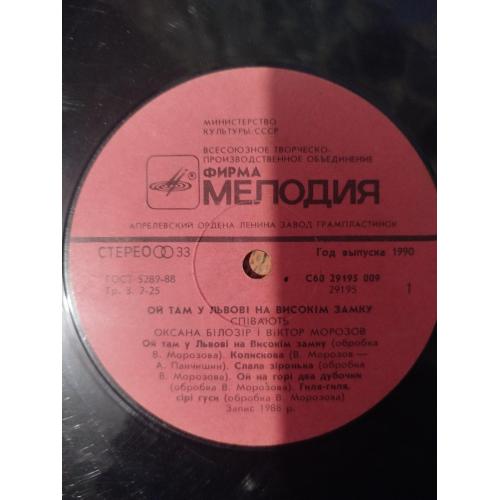 МИНИСТЕРСТВО
КУЛЬТУРЫ СССР
ВСЕСОЮЗНОЕ ТВОРЧЕСКО-
ПРОИЗВОДСТВЕННОЕ ОБЪЕДИНЕНИЕ
ФИРМА
МЕЛОДИЯ
АПРЕЛЕВСКИЙ ОРДЕНА ЛЕНИНА ЗАВОД ГРАМПЛАСТИНОК
СТЕРЕО 33 Год выпуска 1990
ГОСТ 5289-88 С60 29195 009
Гр. 3. 2-25 29195 1
ОЙ ТАМ У ЛЬВОВІ НА ВИСОКІМ ЗАМКУ
СПІВАЮТЬ
ОКСАНА БІЛОЗІР І ВІКТОР МОРОЗОВ
Ой там у Львові на Високім замку (обробка
В. Морозова). Колискова (В. Морозов —
А. Панчишин). Спала зіронька (обробка
В. Морозова). Ой на горі два дубочки
(обробка В. Морозова). Гиля-гиля,
сірі гуси (обробка В. Морозова)
Запис 1988 р.